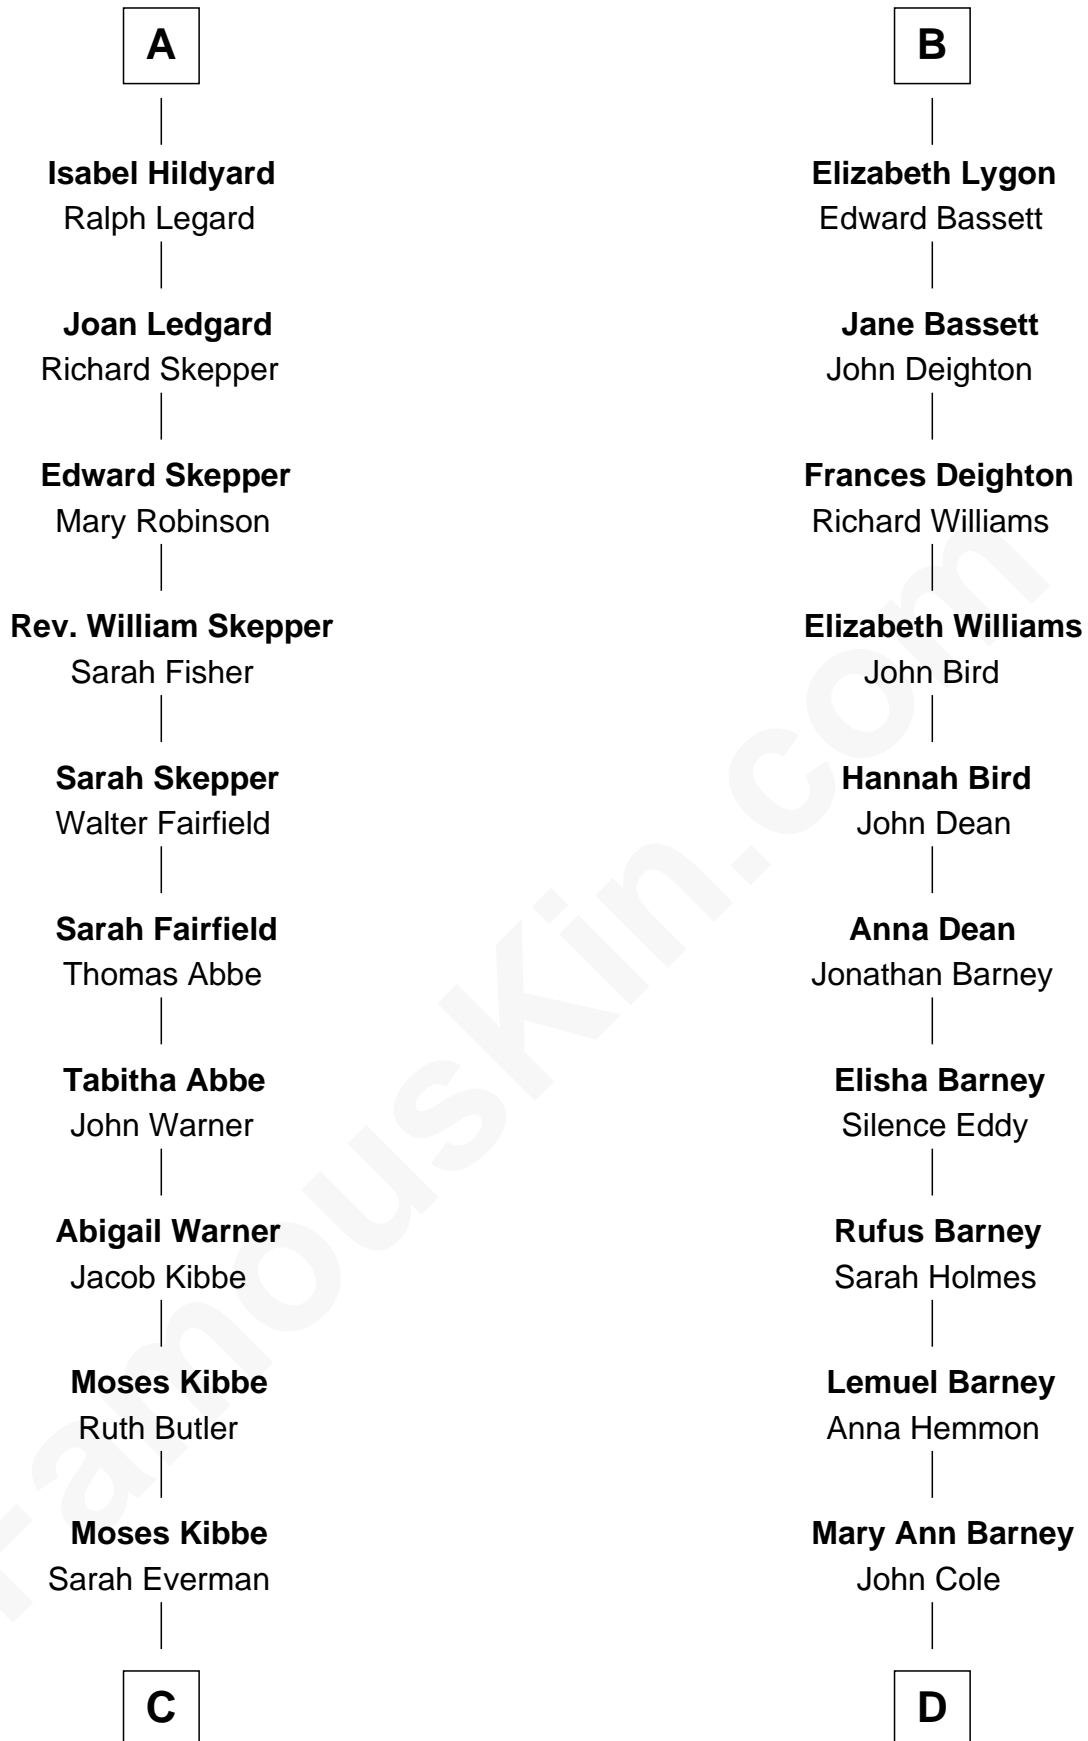 A
Isabel Hildyard
Ralph Legard
Joan Ledgard
Richard Skepper
Edward Skepper
Mary Robinson
Rev. William Skepper
Sarah Fisher
Sarah Skepper
Walter Fairfield
Sarah Fairfield
Thomas Abbe
Tabitha Abbe
John Warner
Abigail Warner
Jacob Kibbe
Moses Kibbe
Ruth Butler
Moses Kibbe
Sarah Everman
C
B
Elizabeth Lygon
Edward Bassett
Jane Bassett
John Deighton
Frances Deighton
Richard Williams
Elizabeth Williams
John Bird
Hannah Bird
John Dean
Anna Dean
Jonathan Barney
Elisha Barney
Silence Eddy
Rufus Barney
Sarah Holmes
Lemuel Barney
Anna Hemmon
Mary Ann Barney
John Cole
D
FamousKin.com